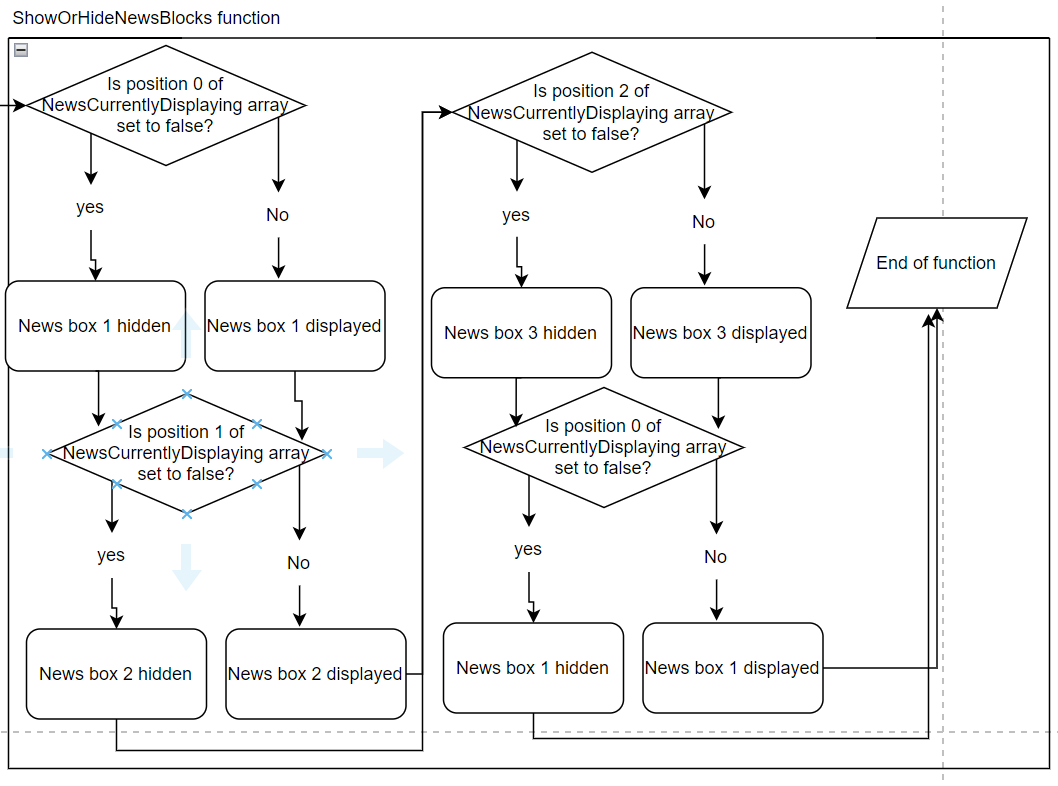 ShowOrHideNewsBlocks function
Is position 0 of
NewsCurrentlyDisplaying array
set to false?
yes
No
News box 1 hidden
News box 1 displayed
Is position 1 of
NewsCurrentlyDisplaying array
set to false?
yes
No
News box 2 hidden
News box 2 displayed
Is position 2 of
NewsCurrentlyDisplaying array
set to false?
yes
No
News box 3 hidden
News box 3 displayed
Is position 0 of
NewsCurrentlyDisplaying array
set to false?
yes
No
News box 1 hidden
News box 1 displayed
End of function